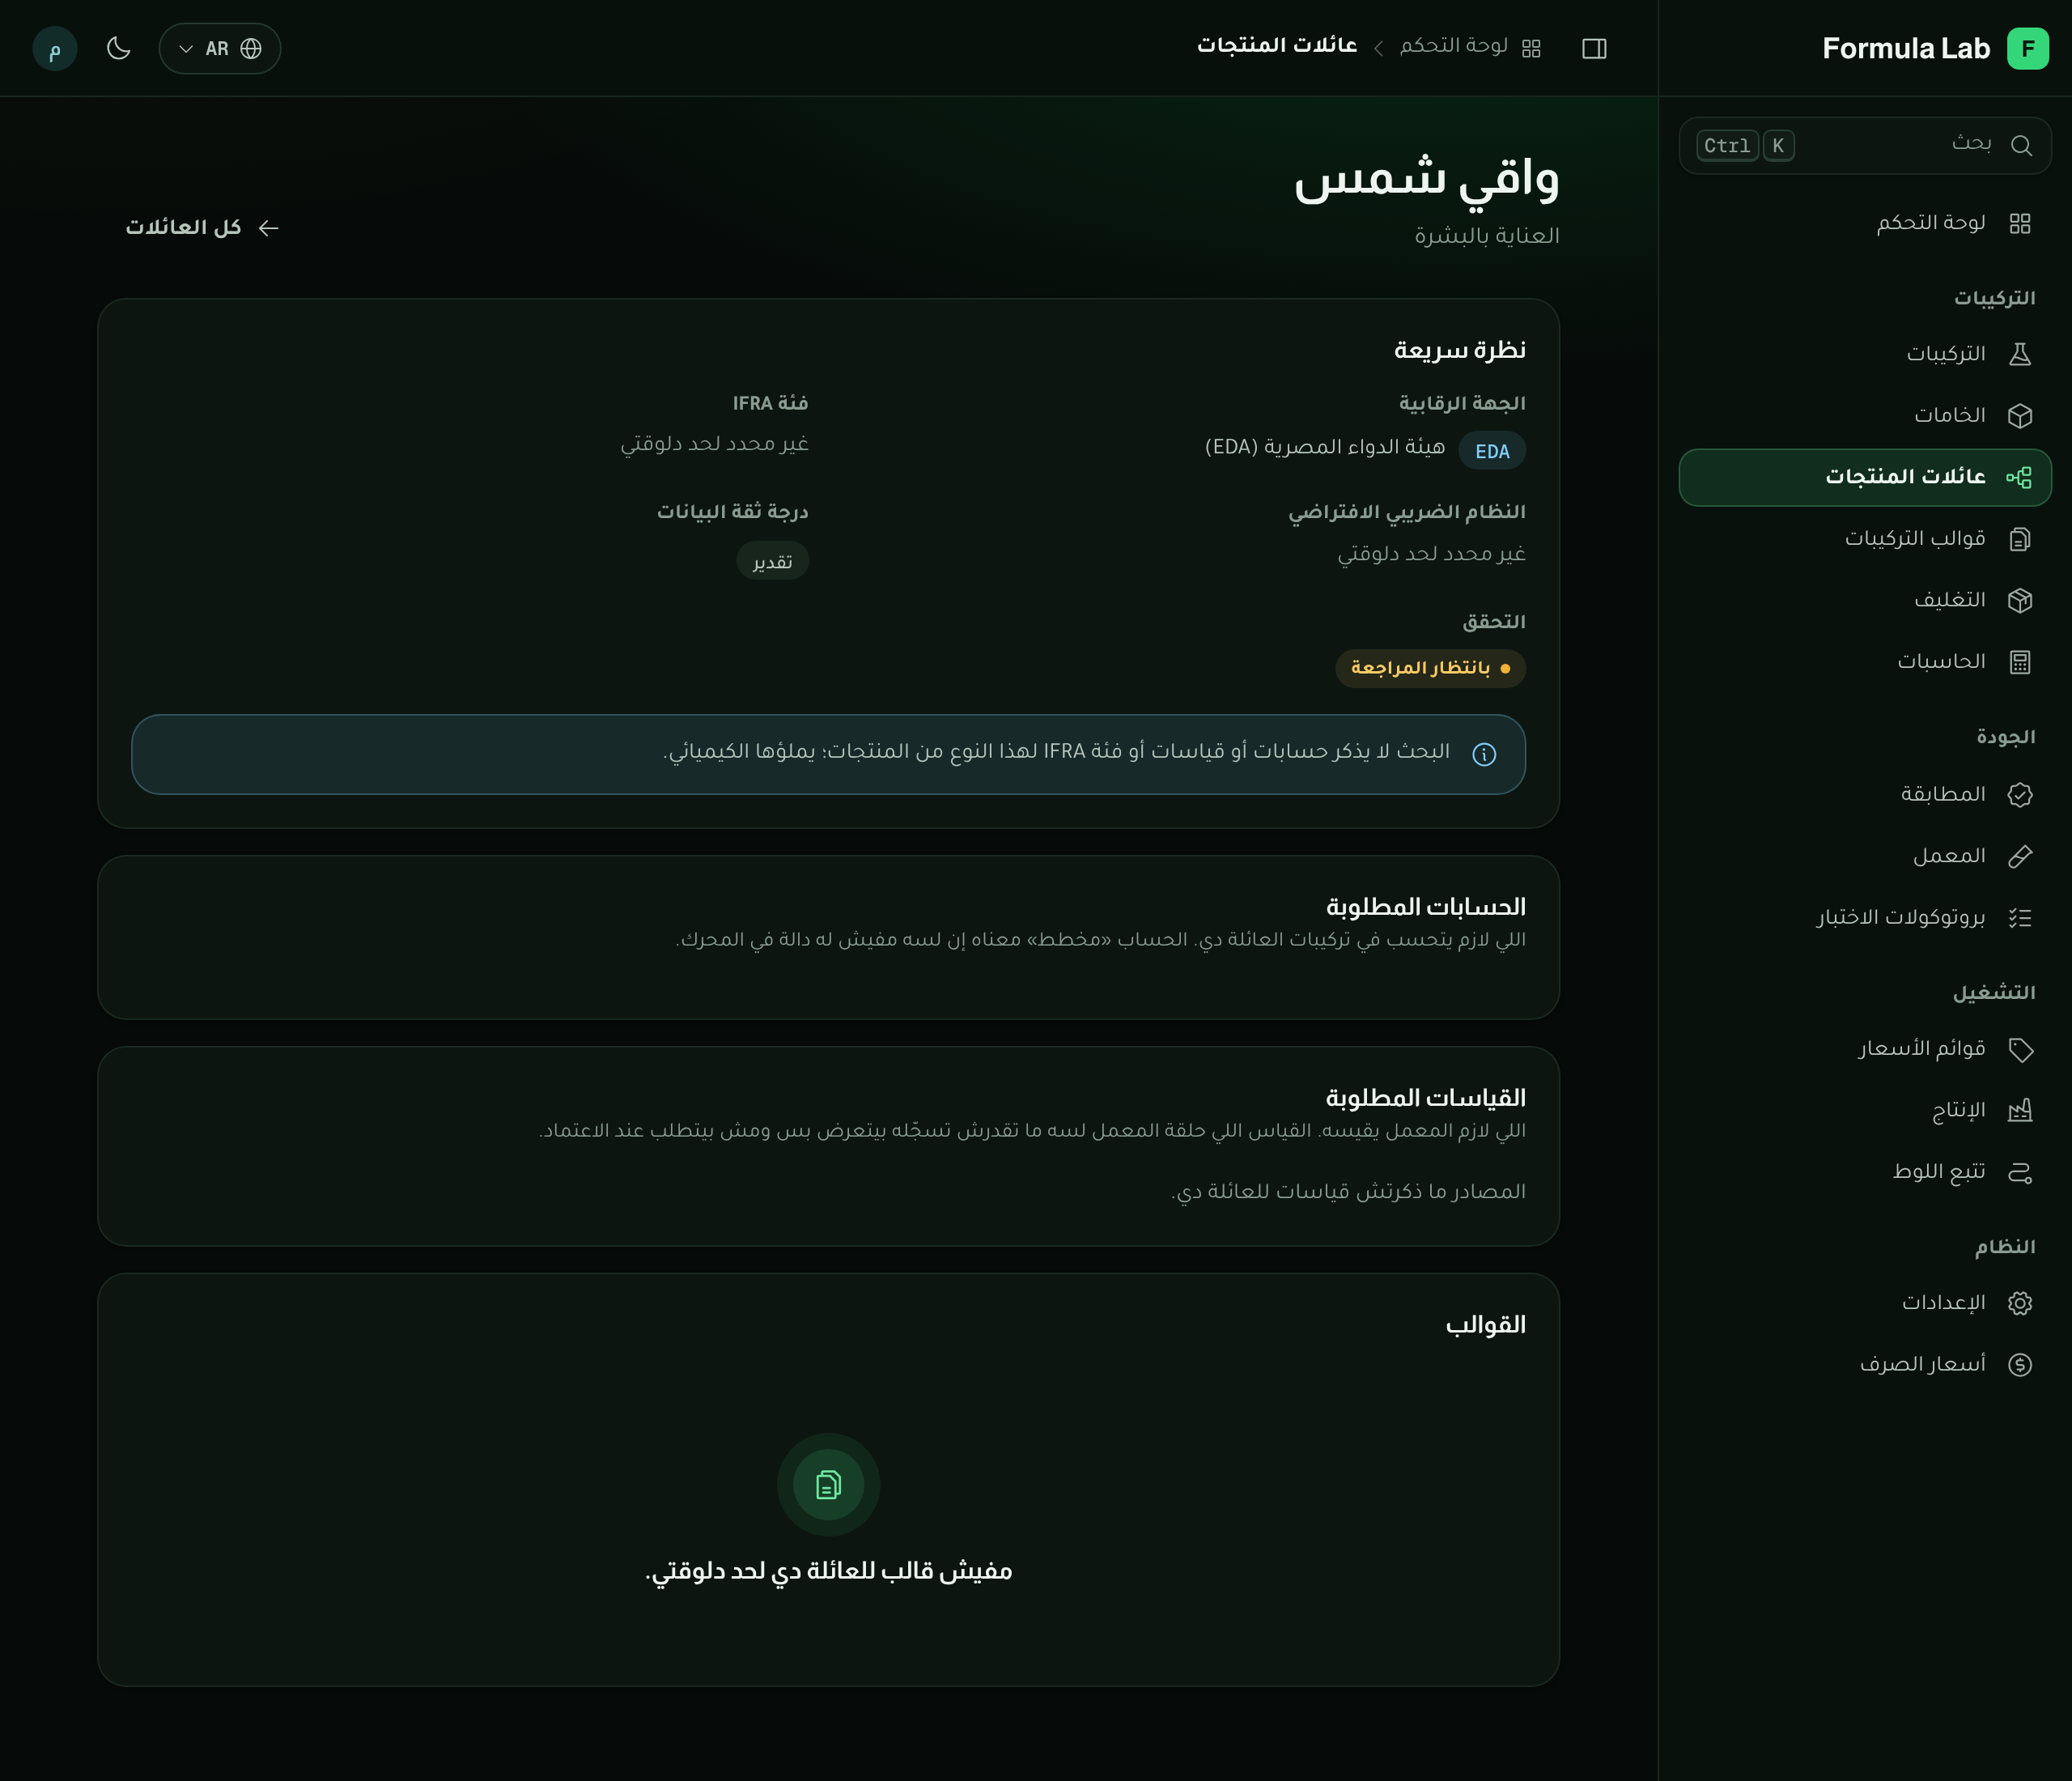 F
Formula Lab
لوحة التحكم
عائلات المنتجات
AR
م
بحث
Ctrl K
لوحة التحكم
التركيبات
التركيبات
الخامات
عائلات المنتجات
قوالب التركيبات
التغليف
الحاسبات
الجودة
المطابقة
المعمل
بروتوكولات الاختبار
التشغيل
قوائم الأسعار
الإنتاج
تتبع اللوط
النظام
الإعدادات
أسعار الصرف
واقي شمس
العناية بالبشرة
كل العائلات
نظرة سريعة
الجهة الرقابية
EDA هيئة الدواء المصرية (EDA)
فئة IFRA
غير محدد لحد دلوقتي
النظام الضريبي الافتراضي
غير محدد لحد دلوقتي
درجة ثقة البيانات
تقدير
التحقق
بانتظار المراجعة
البحث لا يذكر حسابات أو قياسات أو فئة IFRA لهذا النوع من المنتجات؛ يملؤها الكيميائي.
الحسابات المطلوبة
اللي لازم يتحسب في تركيبات العائلة دي. الحساب «مخطط» معناه إن لسه مفيش له دالة في المحرك.
القياسات المطلوبة
اللي لازم المعمل يقيسه. القياس اللي حلقة المعمل لسه ما تقدرش تسجّله بيتعرض بس ومش بيتطلب عند الاعتماد.
المصادر ما ذكرتش قياسات للعائلة دي.
القوالب
مفيش قالب للعائلة دي لحد دلوقتي.